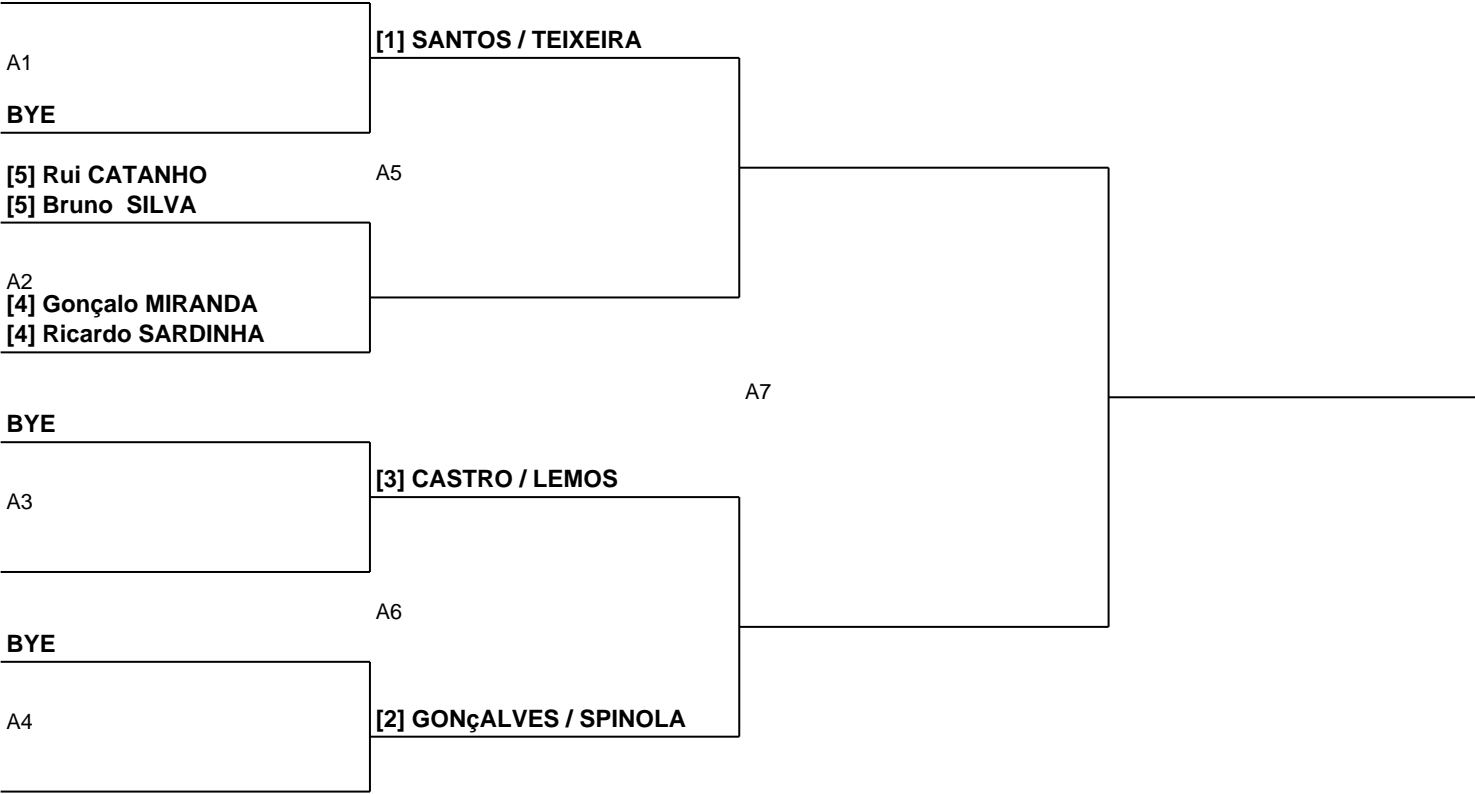 [1] SANTOS / TEIXEIRA
A1
BYE
[5] Rui CATANHO
[5] Bruno  SILVA
A5
A2
[4] Gonçalo MIRANDA
[4] Ricardo SARDINHA
A7
BYE
[3] CASTRO / LEMOS
A3
A6
BYE
A4
[2] GONçALVES / SPINOLA